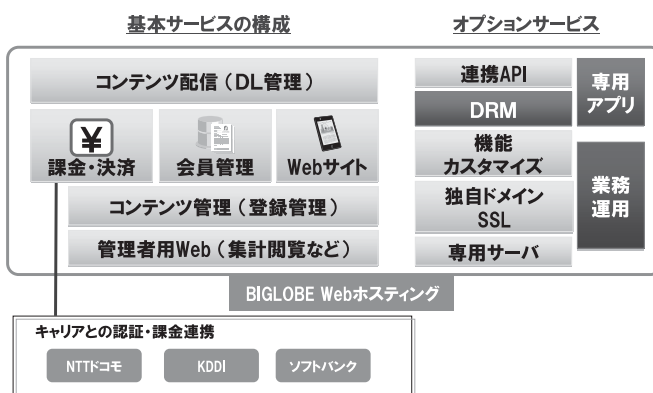 基本サービスの構成
オプションサービス
コンテンツ配信（DL管理）
¥
課金・決済
会員管理
Webサイト
コンテンツ管理（登録管理）
管理者用Web（集計閲覧など）
連携API
DRM
機能
カスタマイズ
独自ドメイン
SSL
専用サーバ
専用
アプリ
業務
運用
BIGLOBE Webホスティング
キャリアとの認証・課金連携
NTTドコモ
KDDI
ソフトバンク